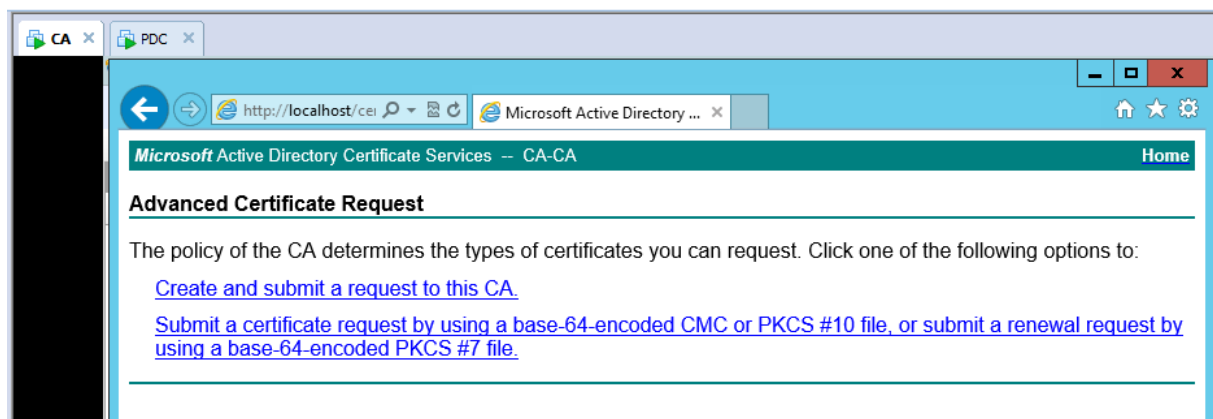 CA
PDC
http://localhost/cer
Microsoft Active Directory ...
Microsoft Active Directory Certificate Services -- CA-CA
Home
Advanced Certificate Request
The policy of the CA determines the types of certificates you can request. Click one of the following options to:
Create and submit a request to this CA.
Submit a certificate request by using a base-64-encoded CMC or PKCS #10 file, or submit a renewal request by
using a base-64-encoded PKCS #7 file.